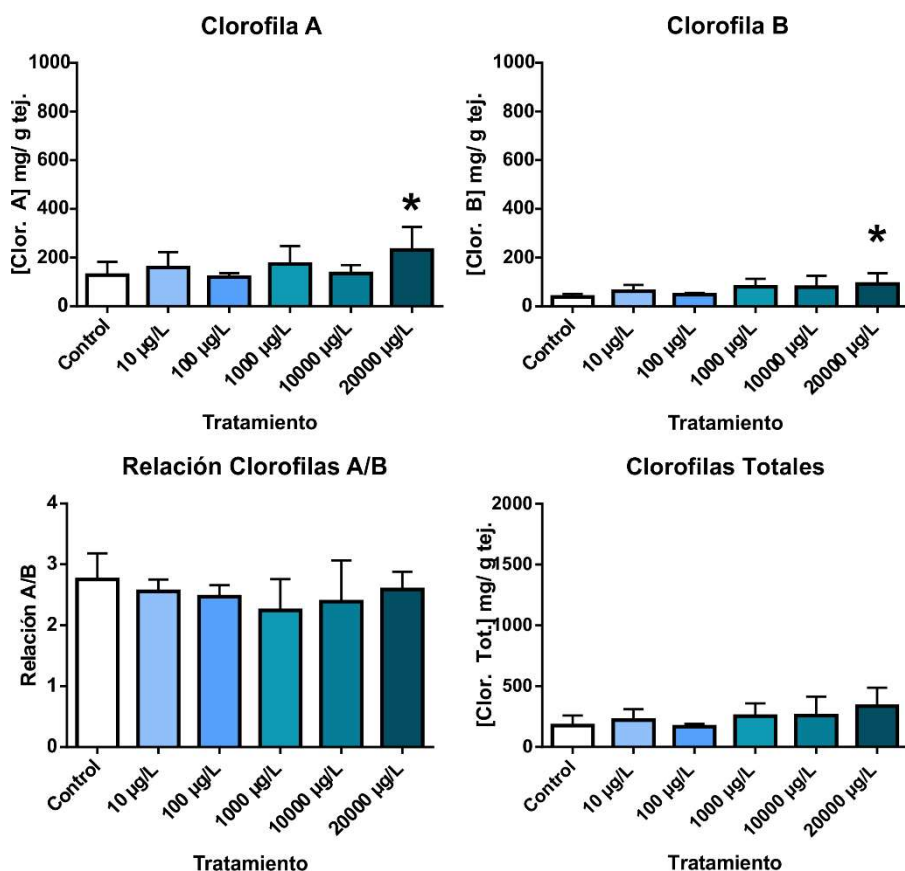 Clorofila A
[Clor. A] mg/ g tej.
1000
800
600
400
200
0
*
Control
10 µg/L
100 µg/L
1000 µg/L
10000 µg/L
20000 µg/L
Tratamiento
Clorofila B
[Clor. B] mg/ g tej.
1000
800
600
400
200
0
*
Control
10 µg/L
100 µg/L
1000 µg/L
10000 µg/L
20000 µg/L
Tratamiento
Relación Clorofilas A/B
Relación A/B
4
3
2
1
0
Control
10 µg/L
100 µg/L
1000 µg/L
10000 µg/L
20000 µg/L
Tratamiento
Clorofilas Totales
[Clor. Tot.] mg/ g tej.
2000
1500
1000
500
0
Control
10 µg/L
100 µg/L
1000 µg/L
10000 µg/L
20000 µg/L
Tratamiento